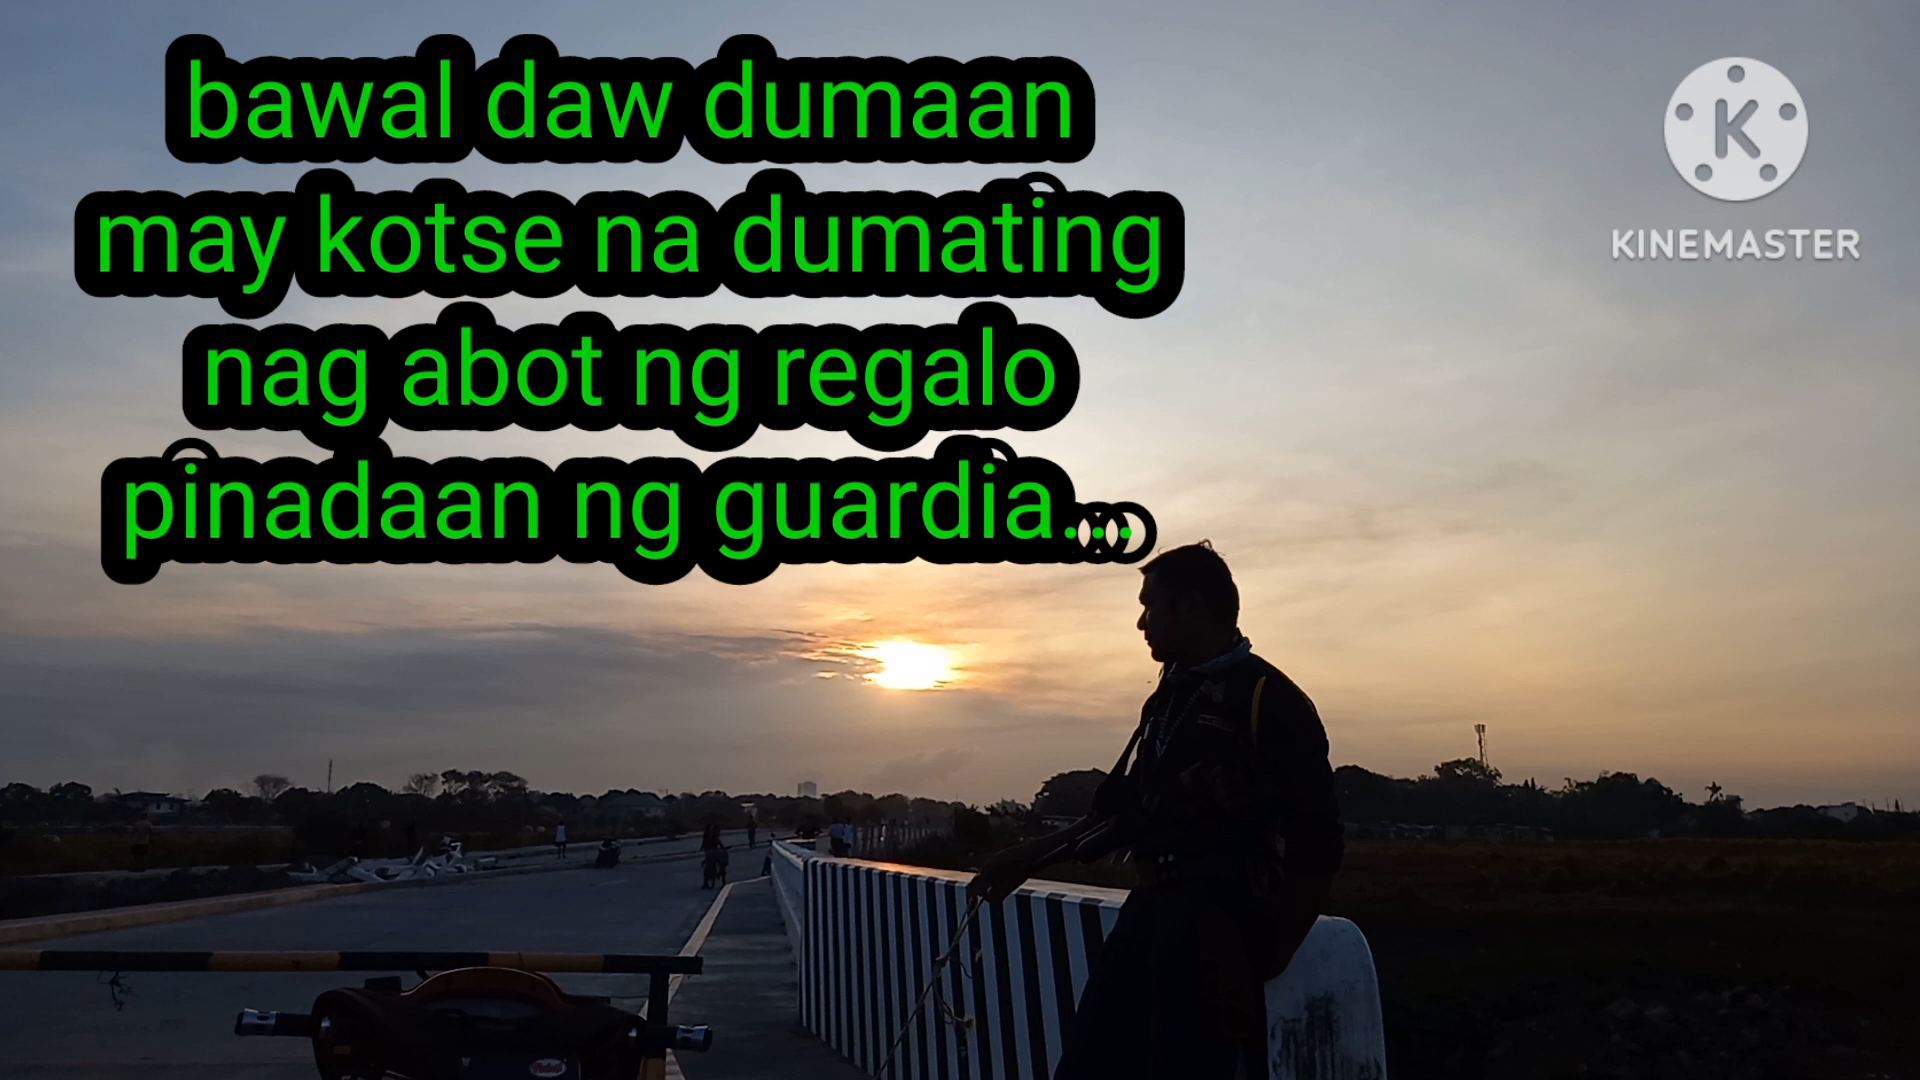 bawal daw dumaan
may kotse na dumating
nag abot ng regalo
pinadaan ng guardia...
K
KINEMASTER